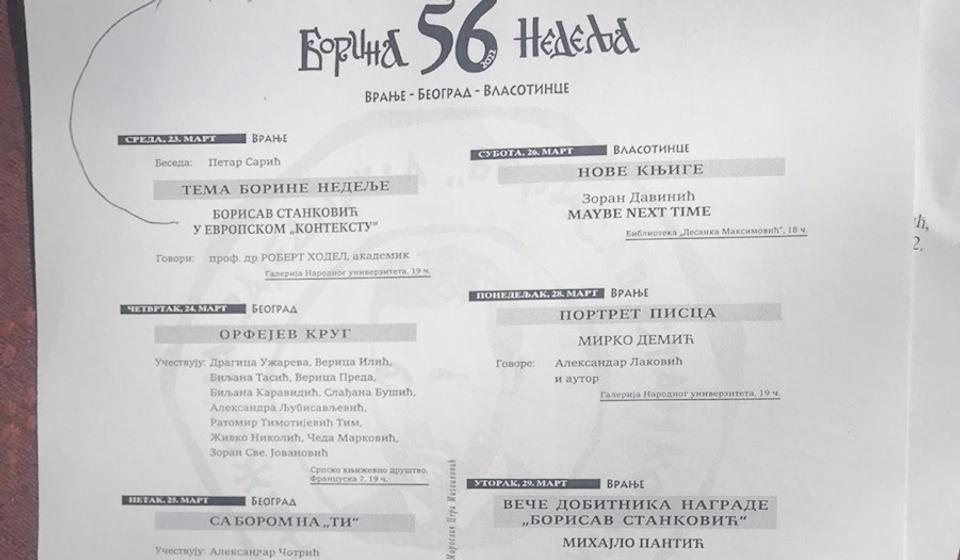 Борина 56 Недеља
2022
Врање - Београд - Власотинце
СРЕДА, 23. МАРТ Врање
Беседа: Петар Сарић
ТЕМА БОРИНЕ НЕДЕЉЕ
БОРИСАВ СТАНКОВИЋ
У ЕВРОПСКОМ „КОНТЕКСТУ“
Говори: проф. др РОБЕРТ ХОДЕЛ, академик
Галерија Народног универзитета, 19 ч.
ЧЕТВРТАК, 24. МАРТ Београд
ОРФЕЈЕВ КРУГ
Учествују: Драгица Ужарева, Верица Илић,
Биљана Тасић, Верица Преда,
Биљана Каравидић, Слађана Бушић,
Александра Љубисављевић,
Ратомир Тимотијевић Тим,
Живко Николић, Чеда Марковић,
Зоран Све. Јовановић
Српско књижевно друштво,
Француска 7, 19 ч.
ПЕТАК, 25. МАРТ Београд
СА БОРОМ НА „ТИ“
Учествују: Александар Чотрић
СУБОТА, 26. МАРТ Власотинце
НОВЕ КЊИГЕ
Зоран Давинић
MAYBE NEXT TIME
Библиотека „Десанка Максимовић“, 18 ч.
ПОНЕДЕЉАК, 28. МАРТ Врање
ПОРТРЕТ ПИСЦА
МИРКО ДЕМИЋ
Говоре: Александар Лаковић
и аутор
Галерија Народног универзитета, 19 ч.
УТОРАК, 29. МАРТ Врање
ВЕЧЕ ДОБИТНИКА НАГРАДЕ
„БОРИСАВ СТАНКОВИЋ“
МИХАЈЛО ПАНТИЋ
ћ,
2.